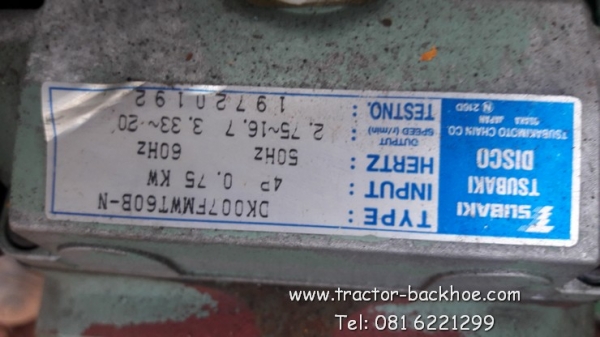 TSUBAKI
TSUBAKI
DISCO
TSUBAKIMOTO CHAIN CO
OSAKA JAPAN
N 216D
TYPE : DK007FMWT60B-N
INPUT : 4P 0.75 KW
HERTZ : 50Hz 60Hz
OUTPUT SPEED (r/min) : 2.75~16.7 3.33~20
TESTNO. : 19720192
www.tractor-backhoe.com
Tel: 081 6221299